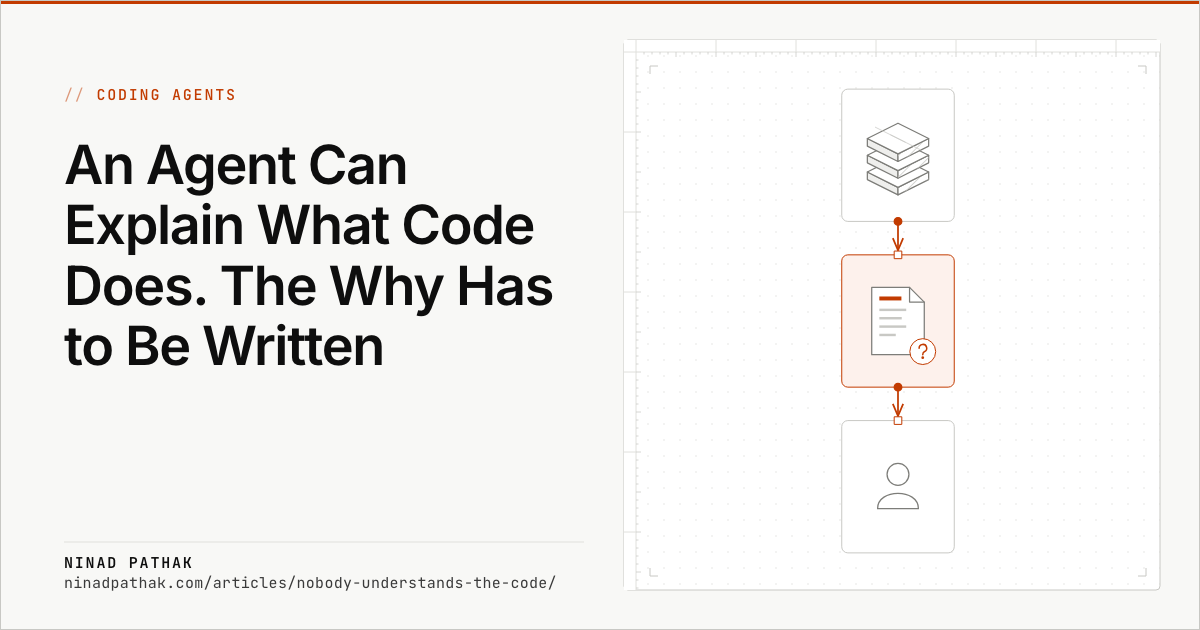 // CODING AGENTS
An Agent Can
Explain What Code
Does. The Why Has
to Be Written
?
NINAD PATHAK
ninadpathak.com/articles/nobody-understands-the-code/